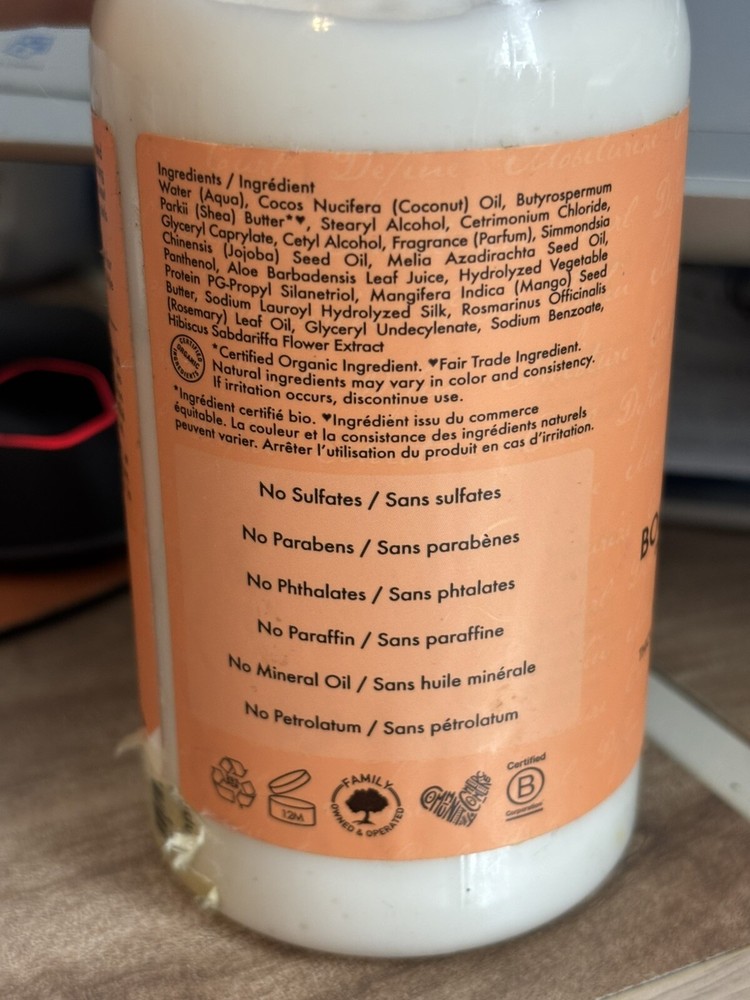 Ingredients / Ingrédient
Water (Aqua), Cocos Nucifera (Coconut) Oil, Butyrospermum
Parkii (Shea) Butter*♥, Stearyl Alcohol, Cetrimonium Chloride,
Glyceryl Caprylate, Cetyl Alcohol, Fragrance (Parfum), Simmondsia
Chinensis (Jojoba) Seed Oil, Melia Azadirachta Seed Oil,
Panthenol, Aloe Barbadensis Leaf Juice, Hydrolyzed Vegetable
Protein PG-Propyl Silanetriol, Mangifera Indica (Mango) Seed
Butter, Sodium Lauroyl Hydrolyzed Silk, Rosmarinus Officinalis
(Rosemary) Leaf Oil, Glyceryl Undecylenate, Sodium Benzoate,
Hibiscus Sabdariffa Flower Extract
CERTIFIED ORGANIC INGREDIENTS
*Certified Organic Ingredient. ♥Fair Trade Ingredient.
Natural ingredients may vary in color and consistency.
If irritation occurs, discontinue use.
*Ingrédient certifié bio. ♥Ingrédient issu du commerce
équitable. La couleur et la consistance des ingrédients naturels
peuvent varier. Arrêter l'utilisation du produit en cas d'irritation.
No Sulfates / Sans sulfates
No Parabens / Sans parabènes
No Phthalates / Sans phtalates
No Paraffin / Sans paraffine
No Mineral Oil / Sans huile minérale
No Petrolatum / Sans pétrolatum
12M
FAMILY
OWNED & OPERATED
COMMUNITY COMMERCE
Certified
B
Corporation
BO